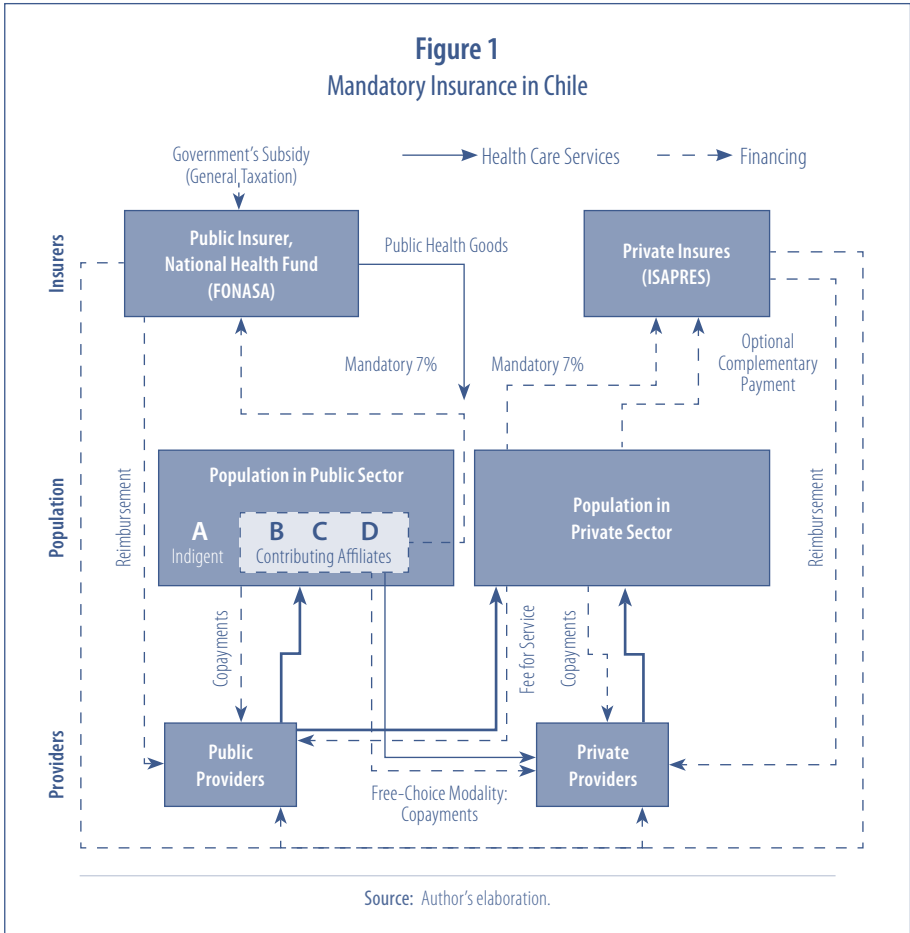 Figure 1
Mandatory Insurance in Chile
Government's Subsidy
(General Taxation)
Health Care Services
Financing
Insurers
Public Insurer,
National Health Fund
(FONASA)
Public Health Goods
Private Insures
(ISAPRES)
Mandatory 7%
Mandatory 7%
Optional
Complementary
Payment
Population
Reimbursement
Population in Public Sector
A
Indigent
B C D
Contributing Affiliates
Population in
Private Sector
Reimbursement
Copayments
Fee for Service
Copayments
Providers
Public
Providers
Private
Providers
Free-Choice Modality:
Copayments
Source: Author's elaboration.